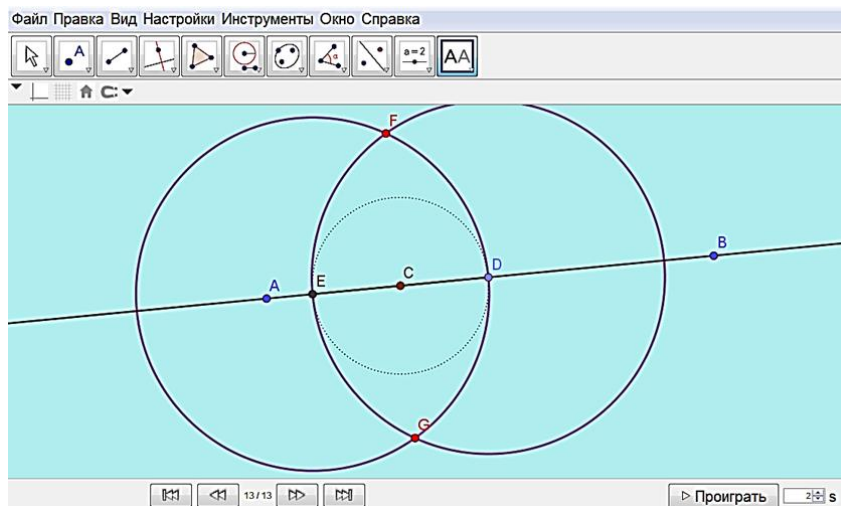 Файл Правка Вид Настройки Инструменты Окно Справка
A α a=2 AA
F
D B
A E C
G
13 / 13 Проиграть 2 s